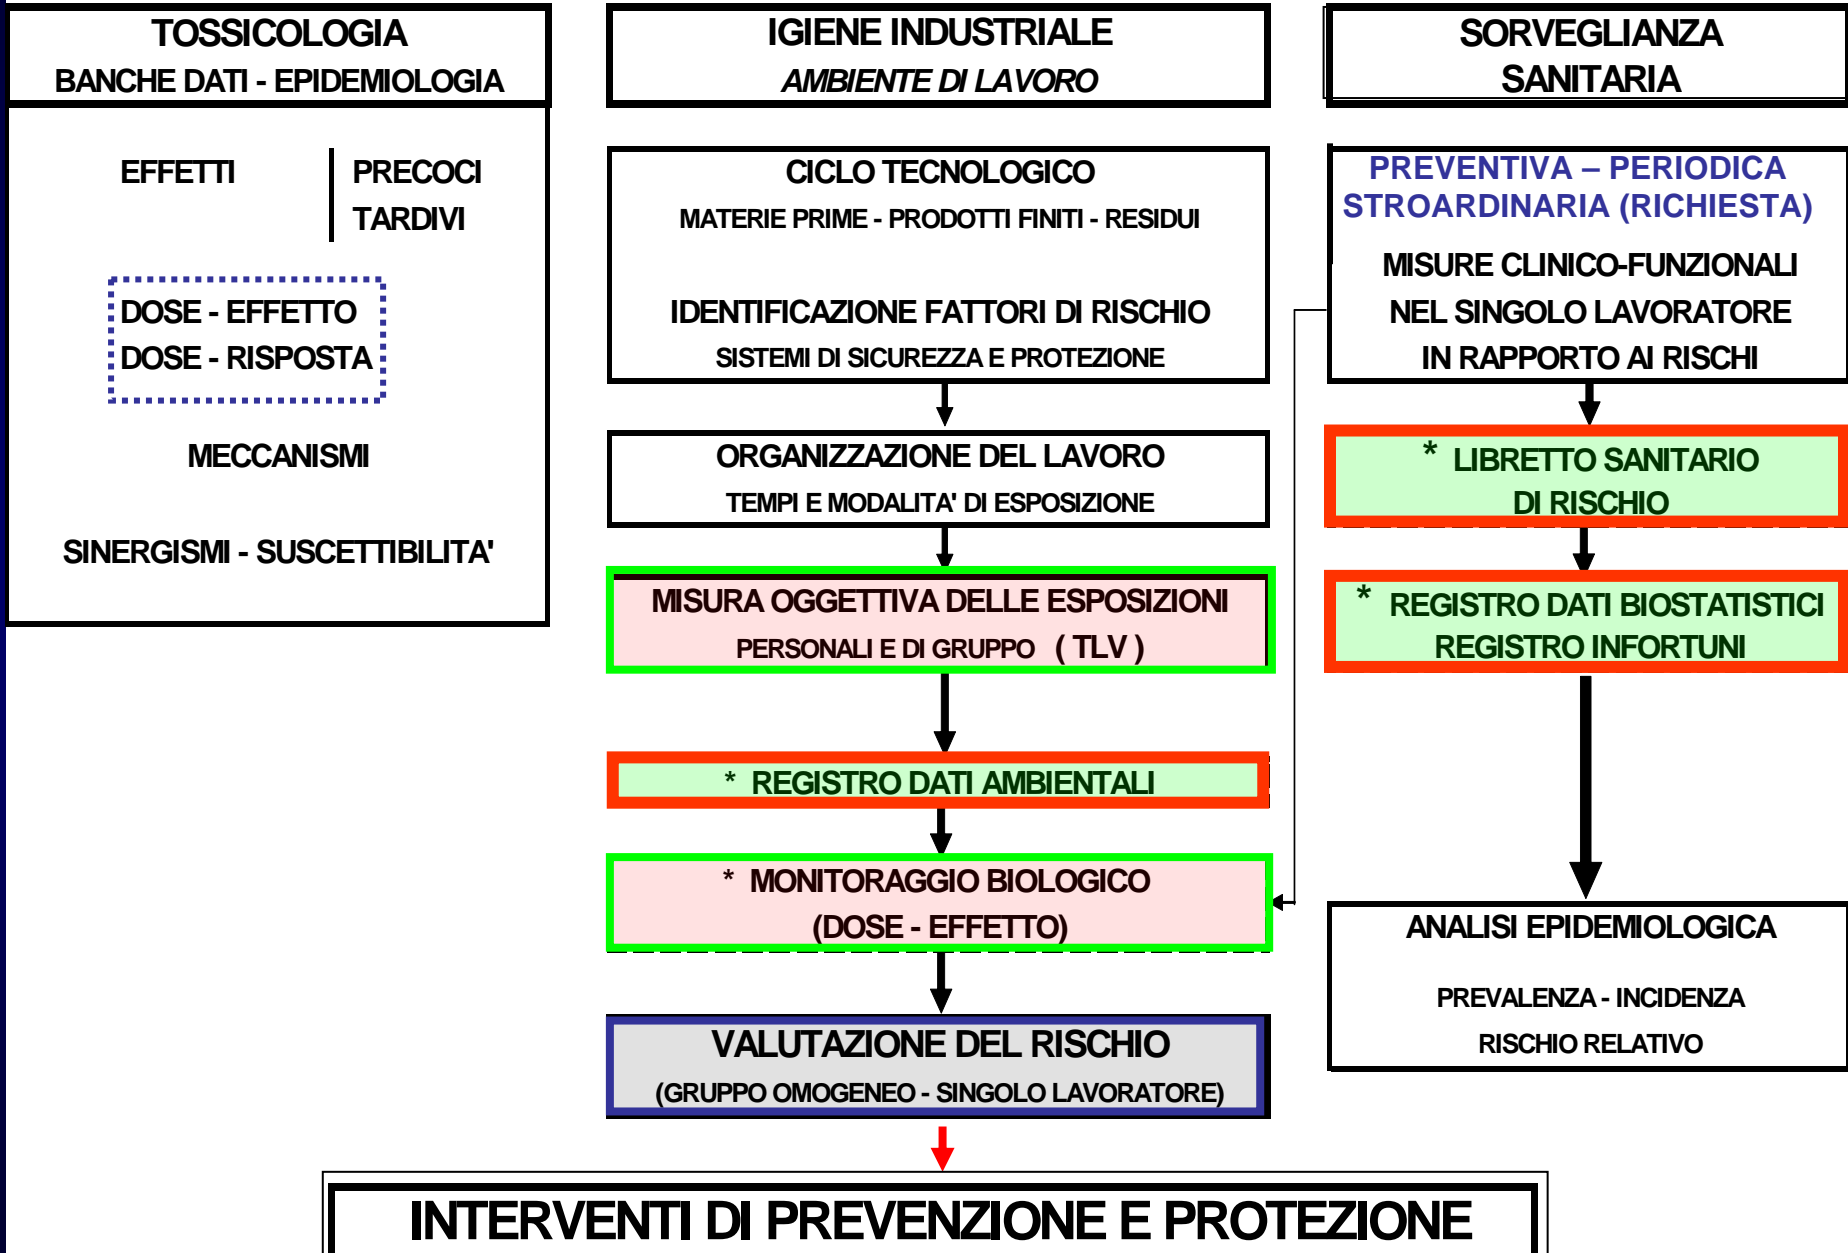 TOSSICOLOGIA
BANCHE DATI - EPIDEMIOLOGIA
EFFETTI
PRECOCI
TARDIVI
DOSE - EFFETTO
DOSE - RISPOSTA
MECCANISMI
SINERGISMI - SUSCETTIBILITA'
IGIENE INDUSTRIALE
AMBIENTE DI LAVORO
CICLO TECNOLOGICO
MATERIE PRIME - PRODOTTI FINITI - RESIDUI
IDENTIFICAZIONE FATTORI DI RISCHIO
SISTEMI DI SICUREZZA E PROTEZIONE
ORGANIZZAZIONE DEL LAVORO
TEMPI E MODALITA' DI ESPOSIZIONE
MISURA OGGETTIVA DELLE ESPOSIZIONI
PERSONALI E DI GRUPPO ( TLV )
* REGISTRO DATI AMBIENTALI
* MONITORAGGIO BIOLOGICO
(DOSE - EFFETTO)
VALUTAZIONE DEL RISCHIO
(GRUPPO OMOGENEO - SINGOLO LAVORATORE)
SORVEGLIANZA
SANITARIA
PREVENTIVA – PERIODICA
STROARDINARIA (RICHIESTA)
MISURE CLINICO-FUNZIONALI
NEL SINGOLO LAVORATORE
IN RAPPORTO AI RISCHI
* LIBRETTO SANITARIO
DI RISCHIO
* REGISTRO DATI BIOSTATISTICI
REGISTRO INFORTUNI
ANALISI EPIDEMIOLOGICA
PREVALENZA - INCIDENZA
RISCHIO RELATIVO
INTERVENTI DI PREVENZIONE E PROTEZIONE